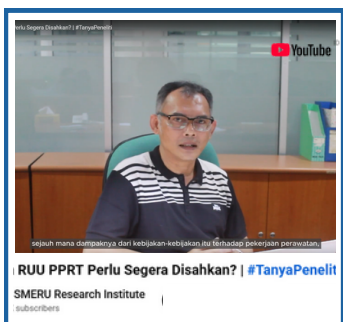 Perlu Segera Disahkan? | #TanyaPeneliti
YouTube
sejauh mana dampaknya dari kebijakan-kebijakan itu terhadap pekerjaan perawatan,
RUU PPRT Perlu Segera Disahkan? | #TanyaPenelit
SMERU Research Institute
subscribers